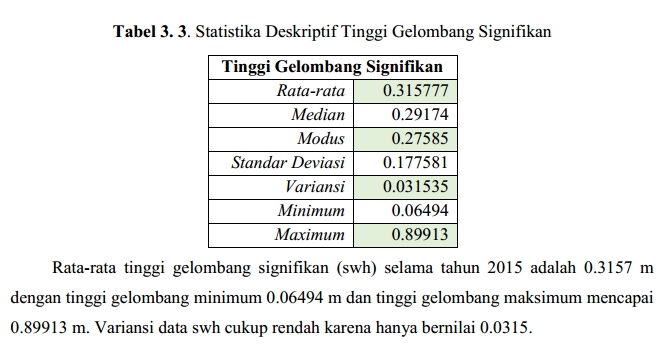 Tabel 3. 3. Statistika Deskriptif Tinggi Gelombang Signifikan
Tinggi Gelombang Signifikan
Rata-rata 0.315777
Median 0.29174
Modus 0.27585
Standar Deviasi 0.177581
Variansi 0.031535
Minimum 0.06494
Maximum 0.89913
Rata-rata tinggi gelombang signifikan (swh) selama tahun 2015 adalah 0.3157 m
dengan tinggi gelombang minimum 0.06494 m dan tinggi gelombang maksimum mencapai
0.89913 m. Variansi data swh cukup rendah karena hanya bernilai 0.0315.